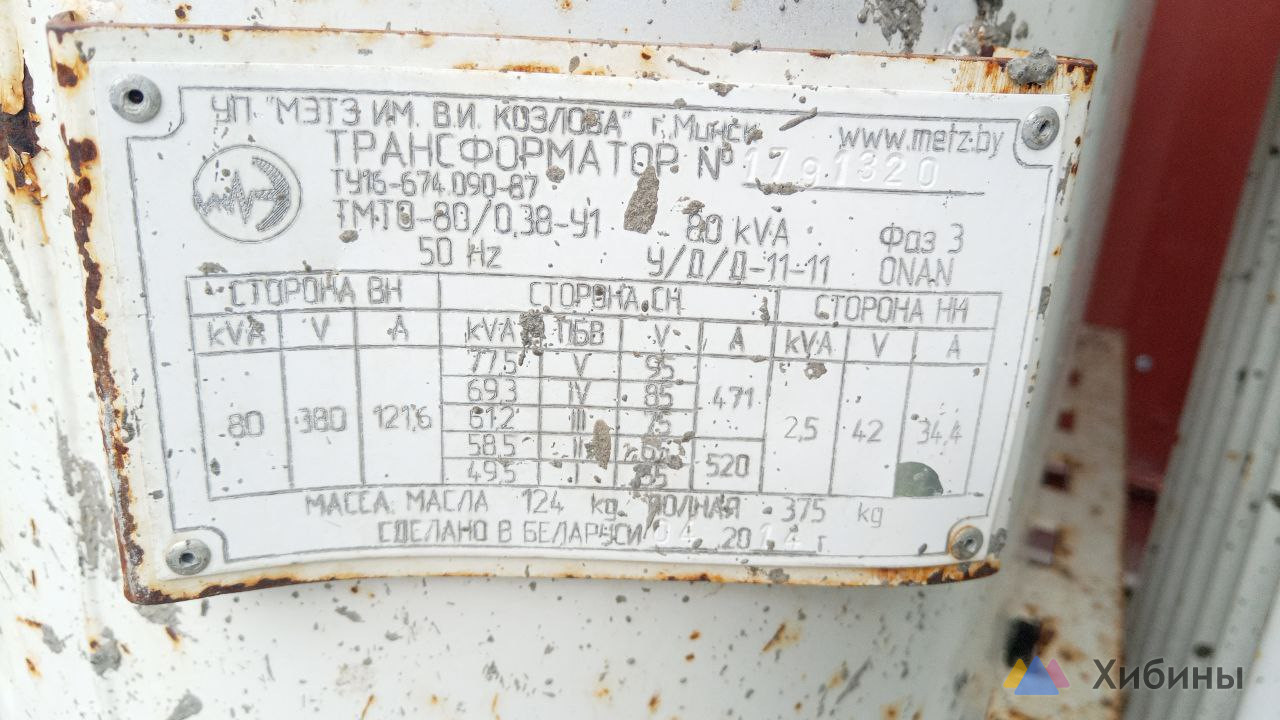 УП "МЭТЗ ИМ. В.И. КОЗЛОВА" г.Минск www.metz.by
ТРАНСФОРМАТОР № 1791320
ТУ16-674.090-87
ТМТО-80/0,38-У1 80 kVA Фаз 3
50 Hz У/Д/Д-11-11 ONAN
СТОРОНА ВН СТОРОНА СН СТОРОНА НН
kVA V A kVA ПБВ V A kVA V A
77,5 V 95
69,3 IV 85 471
61,2 III 75
80 380 121,6 2,5 42 34,4
58,5 II 520
49,5 I
МАССА: МАСЛА 124 kg. ПОЛНАЯ 375 kg
СДЕЛАНО В БЕЛАРУСИ 04 2014 г
Хибины